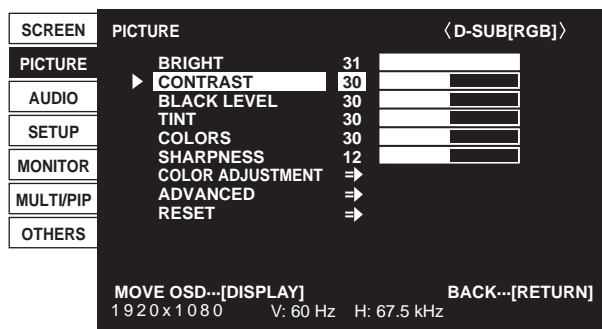 SCREEN
PICTURE
AUDIO
SETUP
MONITOR
MULTI/PIP
OTHERS
PICTURE 〈D-SUB[RGB]〉
BRIGHT 31
CONTRAST 30
BLACK LEVEL 30
TINT 30
COLORS 30
SHARPNESS 12
COLOR ADJUSTMENT
ADVANCED
RESET
MOVE OSD···[DISPLAY] BACK···[RETURN]
1920x1080 V: 60 Hz H: 67.5 kHz